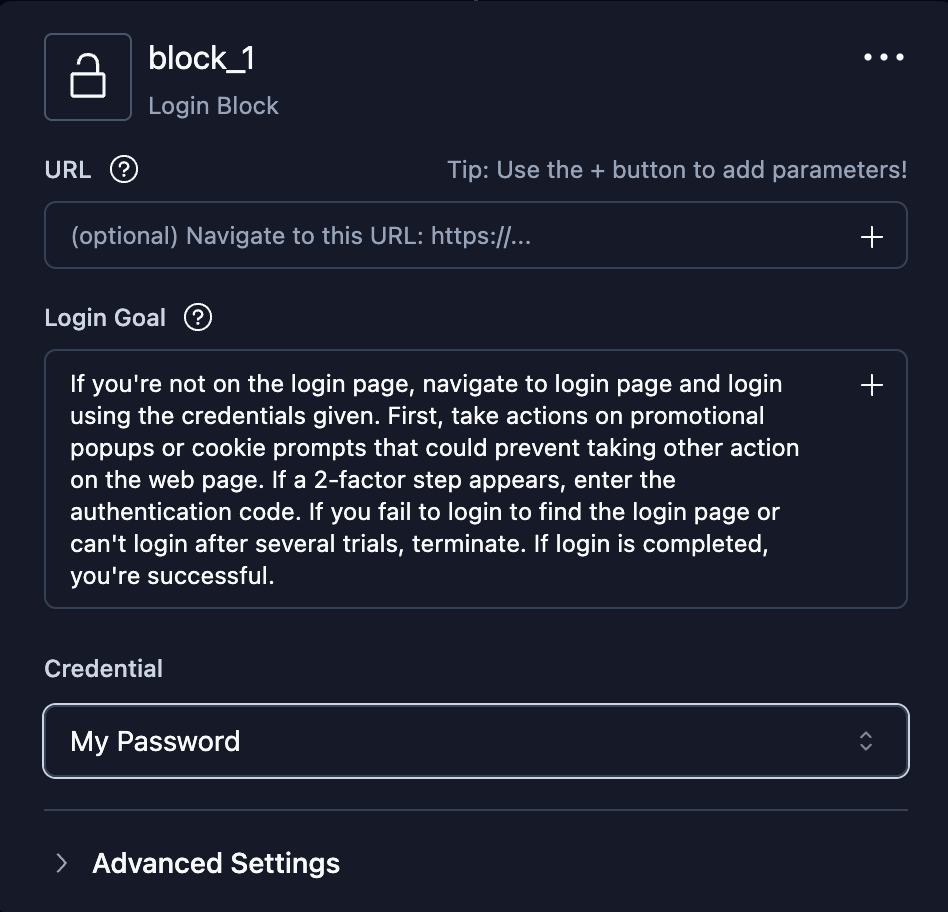 block_1
Login Block
URL ?
Tip: Use the + button to add parameters!
(optional) Navigate to this URL: https://...
Login Goal ?
If you're not on the login page, navigate to login page and login
using the credentials given. First, take actions on promotional
popups or cookie prompts that could prevent taking other action
on the web page. If a 2-factor step appears, enter the
authentication code. If you fail to login to find the login page or
can't login after several trials, terminate. If login is completed,
you're successful.
Credential
My Password
Advanced Settings